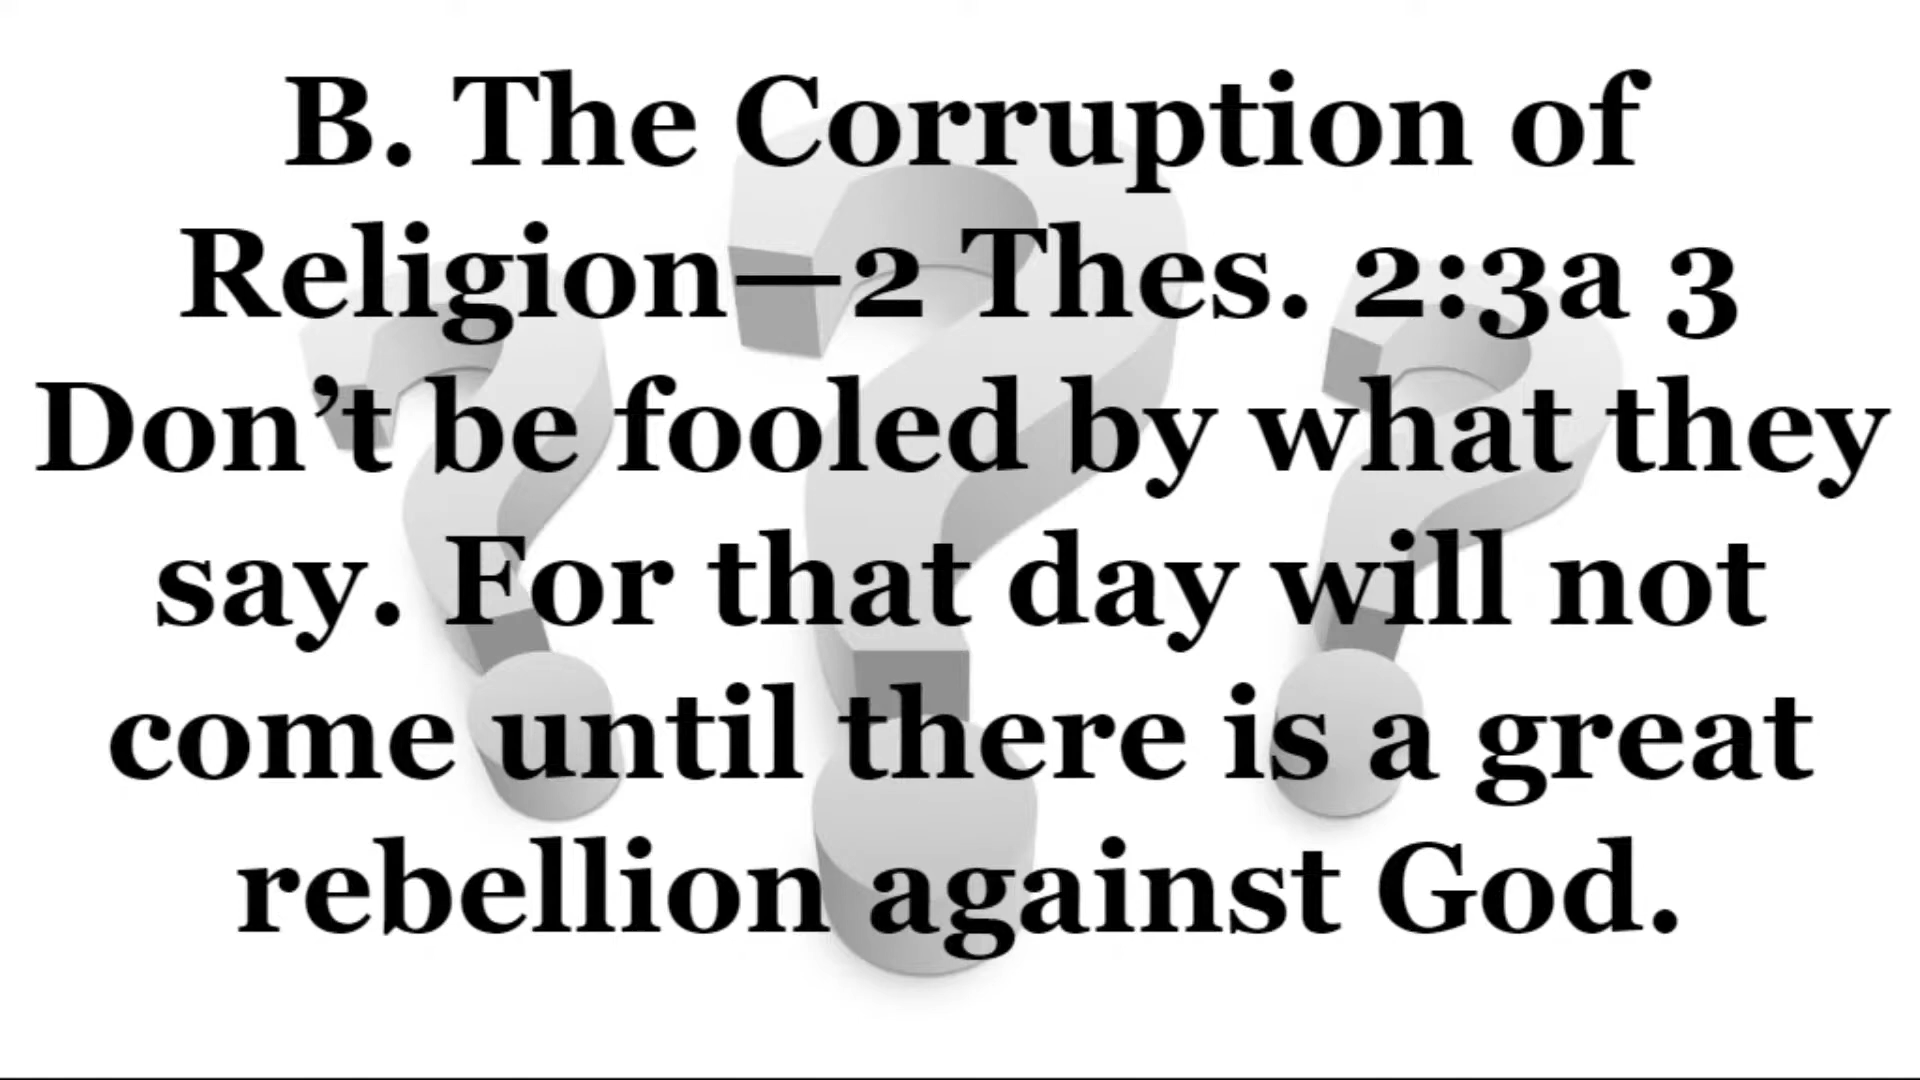 B. The Corruption of
Religion—2 Thes. 2:3a 3
Don’t be fooled by what they
say. For that day will not
come until there is a great
rebellion against God.